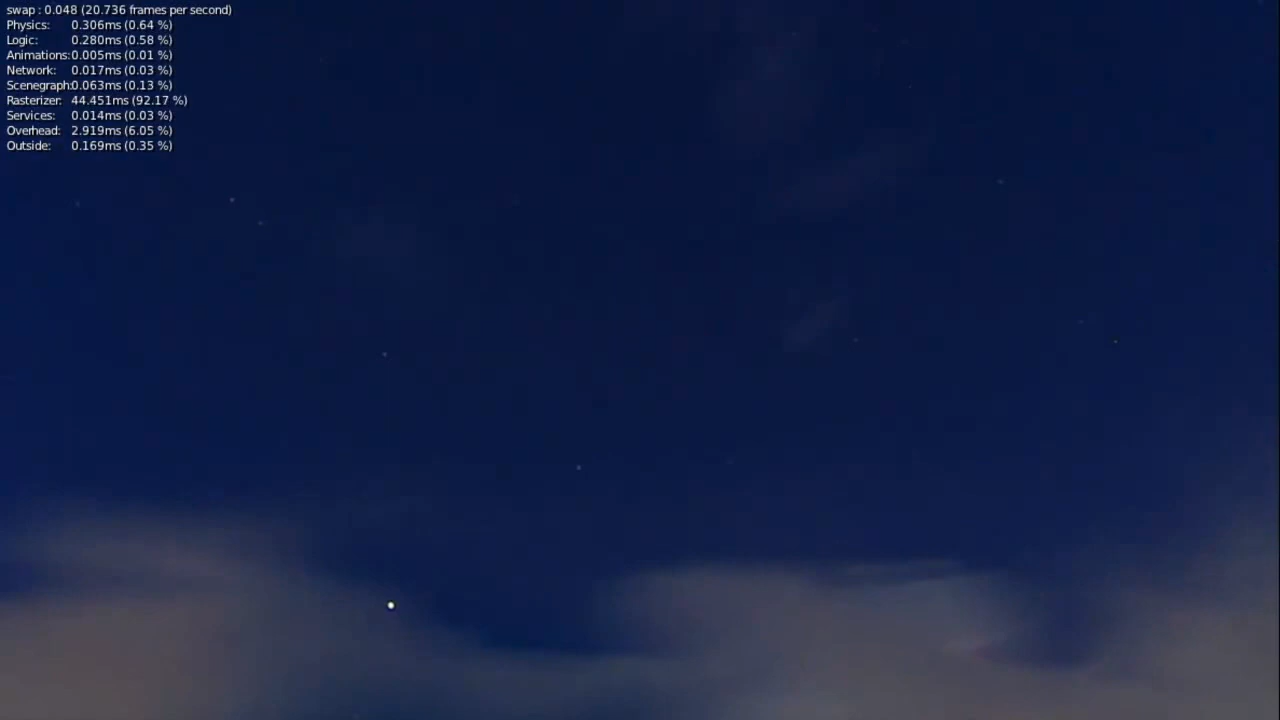 swap : 0.048 (20.736 frames per second)
Physics: 0.306ms (0.64 %)
Logic: 0.280ms (0.58 %)
Animations:0.005ms (0.01 %)
Network: 0.017ms (0.03 %)
Scenegraph:0.063ms (0.13 %)
Rasterizer: 44.451ms (92.17 %)
Services: 0.014ms (0.03 %)
Overhead: 2.919ms (6.05 %)
Outside: 0.169ms (0.35 %)